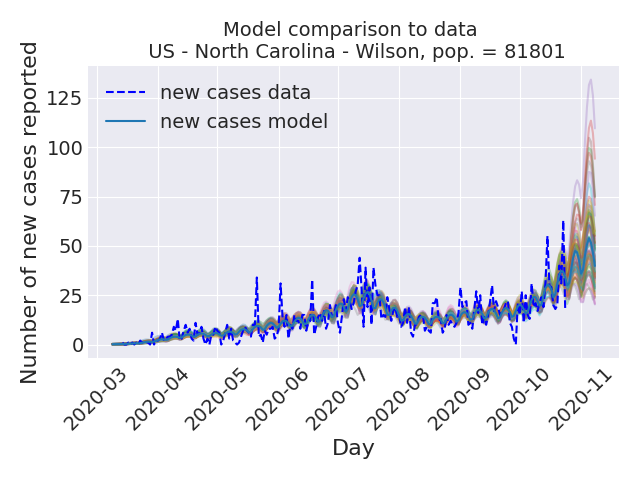 Model comparison to data
US - North Carolina - Wilson, pop. = 81801
Number of new cases reported
125
100
75
50
25
0
new cases data
new cases model
2020-03
2020-04
2020-05
2020-06
2020-07
2020-08
2020-09
2020-10
2020-11
Day